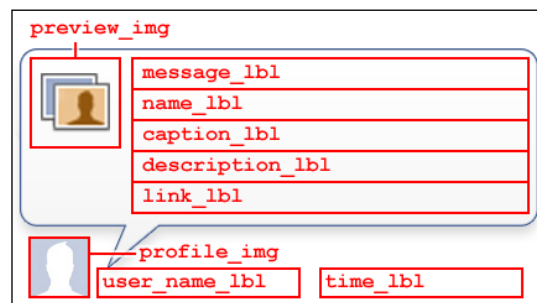 preview_img
message_lbl
name_lbl
caption_lbl
description_lbl
link_lbl
profile_img
user_name_lbl time_lbl